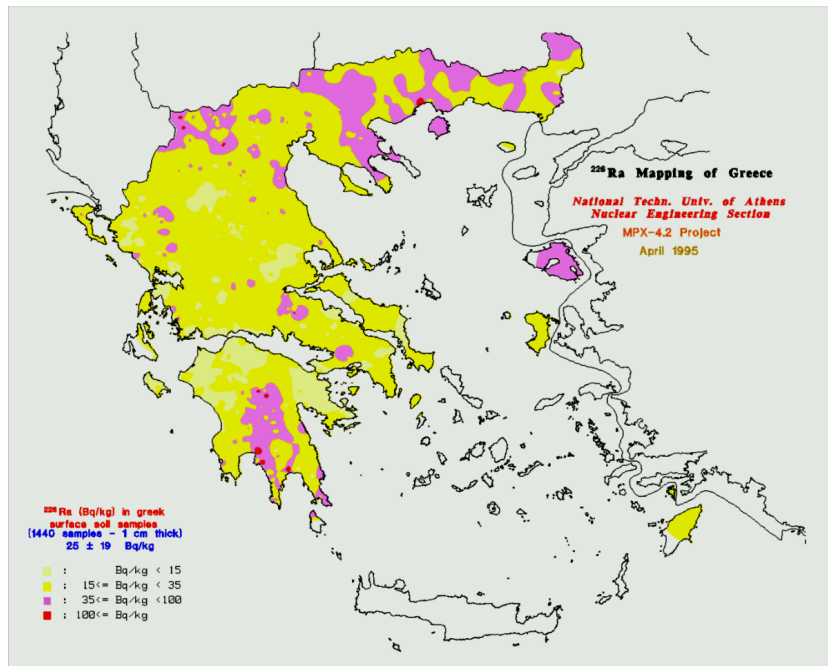 ²²⁶Ra Mapping of Greece
National Techn. Univ. of Athens
Nuclear Engineering Section
MPX-4.2 Project
April 1995
²²⁶Ra (Bq/kg) in greek
surface soil samples
(1440 samples - 1 cm thick)
25 ± 19 Bq/kg
: Bq/kg < 15
: 15<= Bq/kg < 35
: 35<= Bq/kg <100
: 100<= Bq/kg